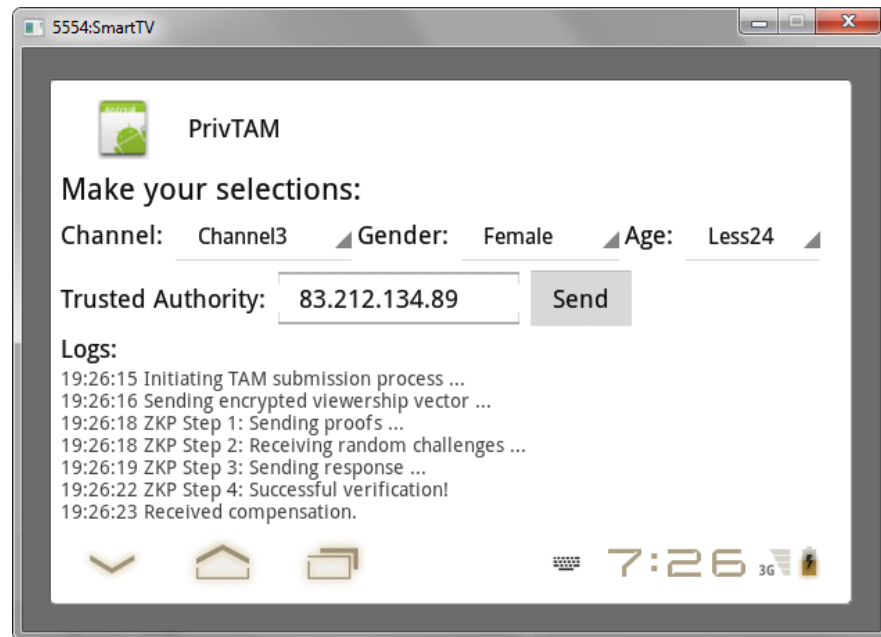 5554:SmartTV
Android
PrivTAM
Make your selections:
Channel: Channel3 Gender: Female Age: Less24
Trusted Authority: 83.212.134.89 Send
Logs:
19:26:15 Initiating TAM submission process ...
19:26:16 Sending encrypted viewership vector ...
19:26:18 ZKP Step 1: Sending proofs ...
19:26:18 ZKP Step 2: Receiving random challenges ...
19:26:19 ZKP Step 3: Sending response ...
19:26:22 ZKP Step 4: Successful verification!
19:26:23 Received compensation.
7:26 3G